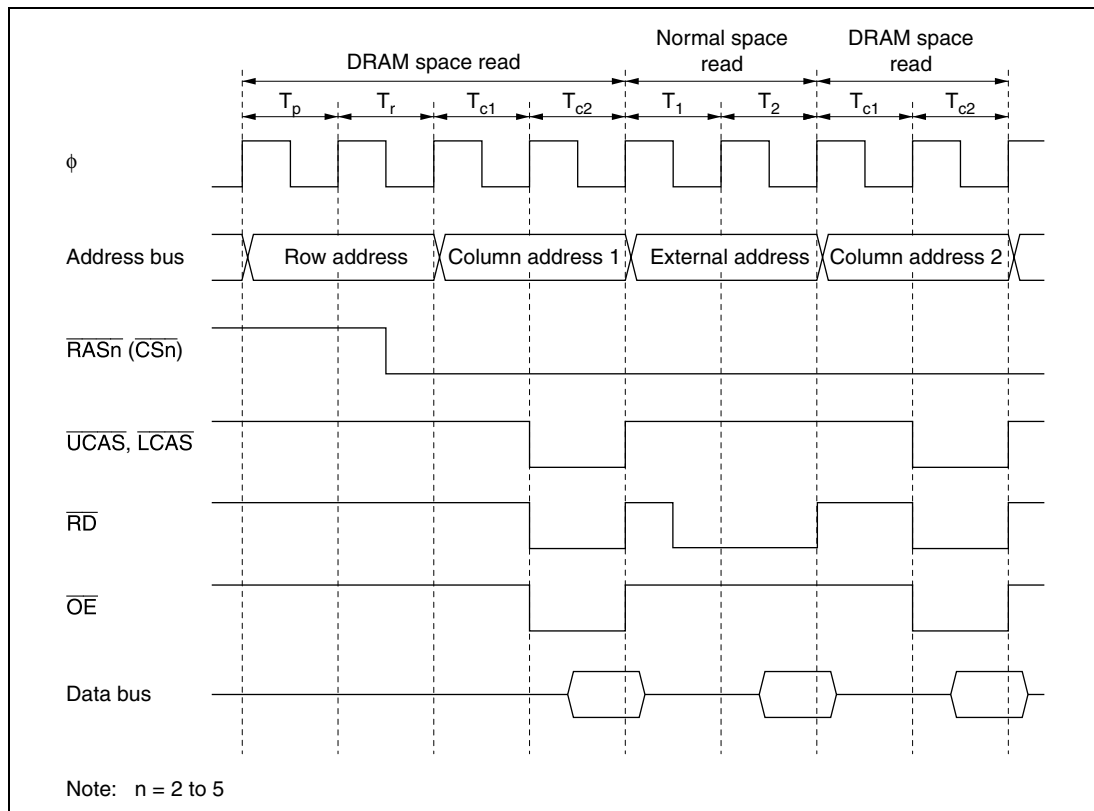 DRAM space read
Normal space
read
DRAM space
read
Tp Tr Tc1 Tc2 T1 T2 Tc1 Tc2
ϕ
Address bus
Row address
Column address 1
External address
Column address 2
RASn (CSn)
UCAS, LCAS
RD
OE
Data bus
Note: n = 2 to 5